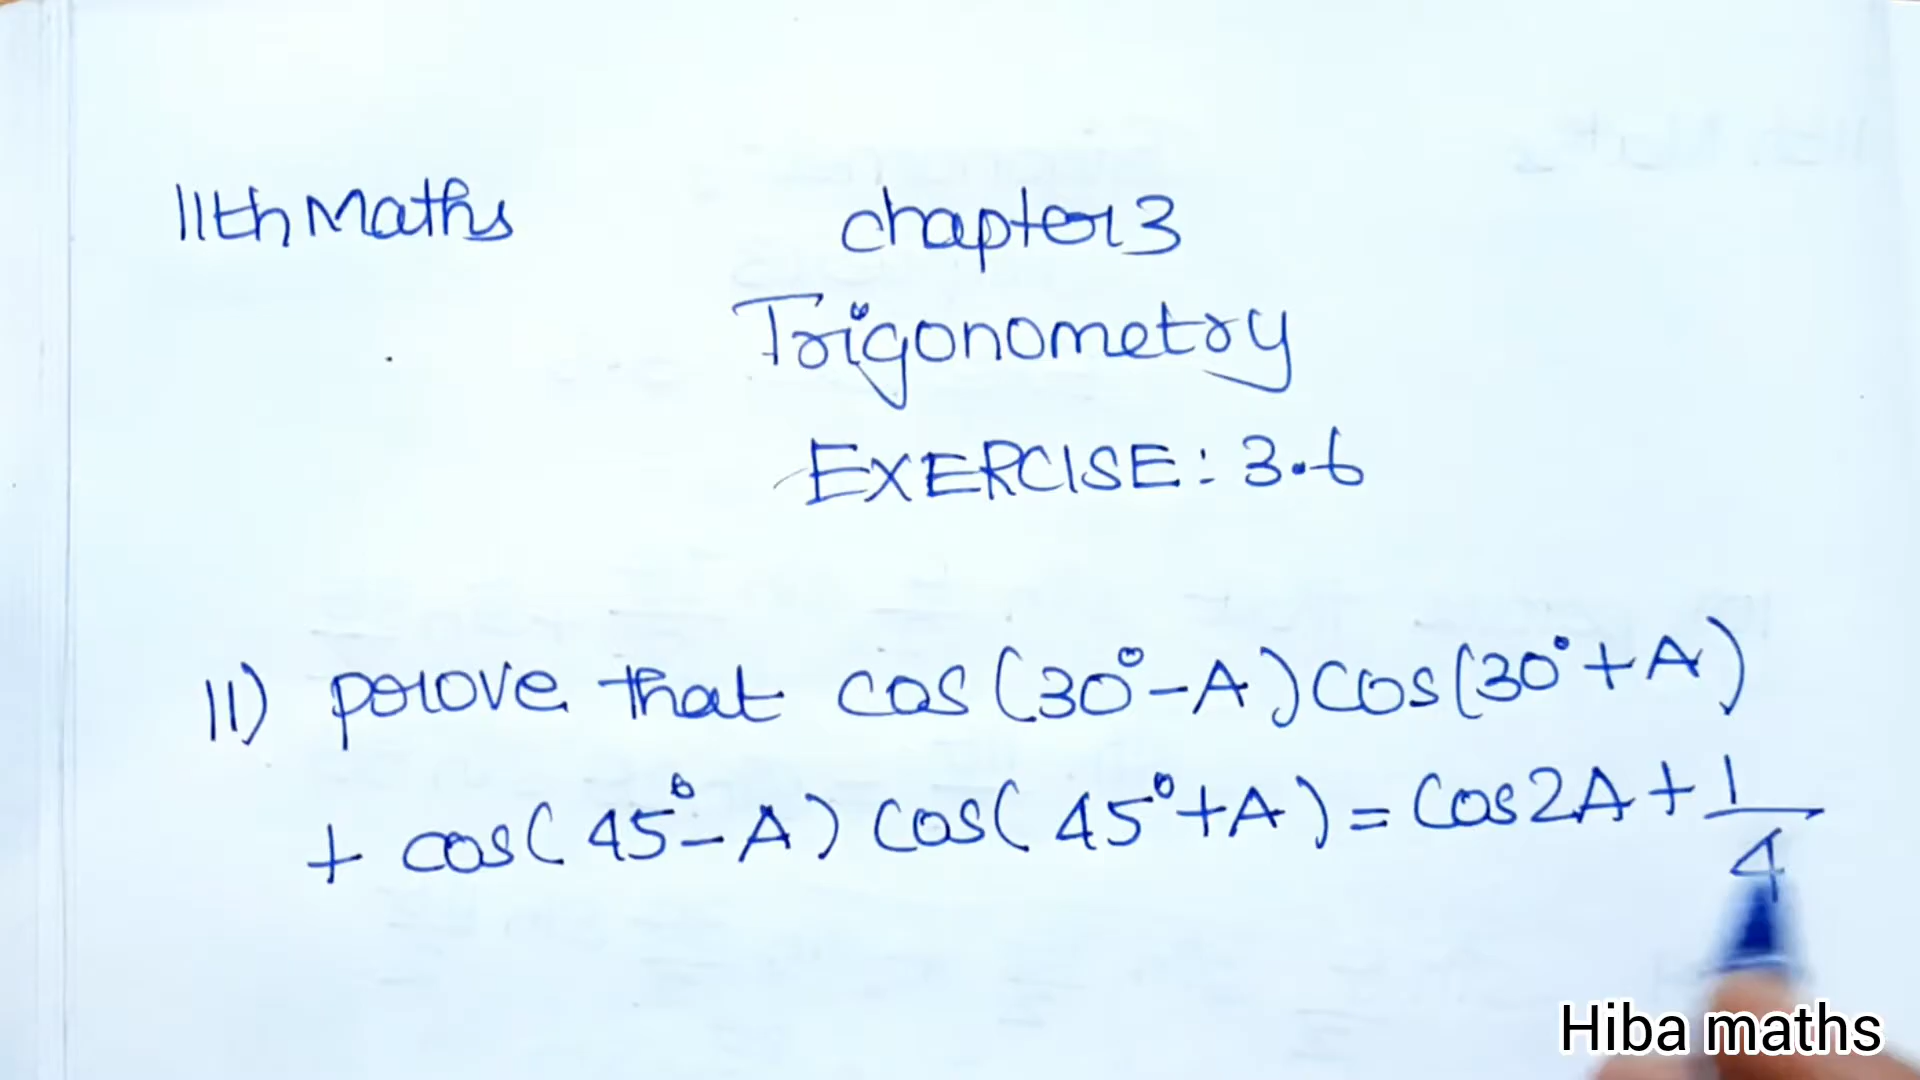 11th Maths
chapter 3
Trigonometry
EXERCISE: 3.6
11) prove that cos(30°-A)cos(30°+A)
+ cos(45°-A) cos(45°+A) = cos2A + 1/4
Hiba maths